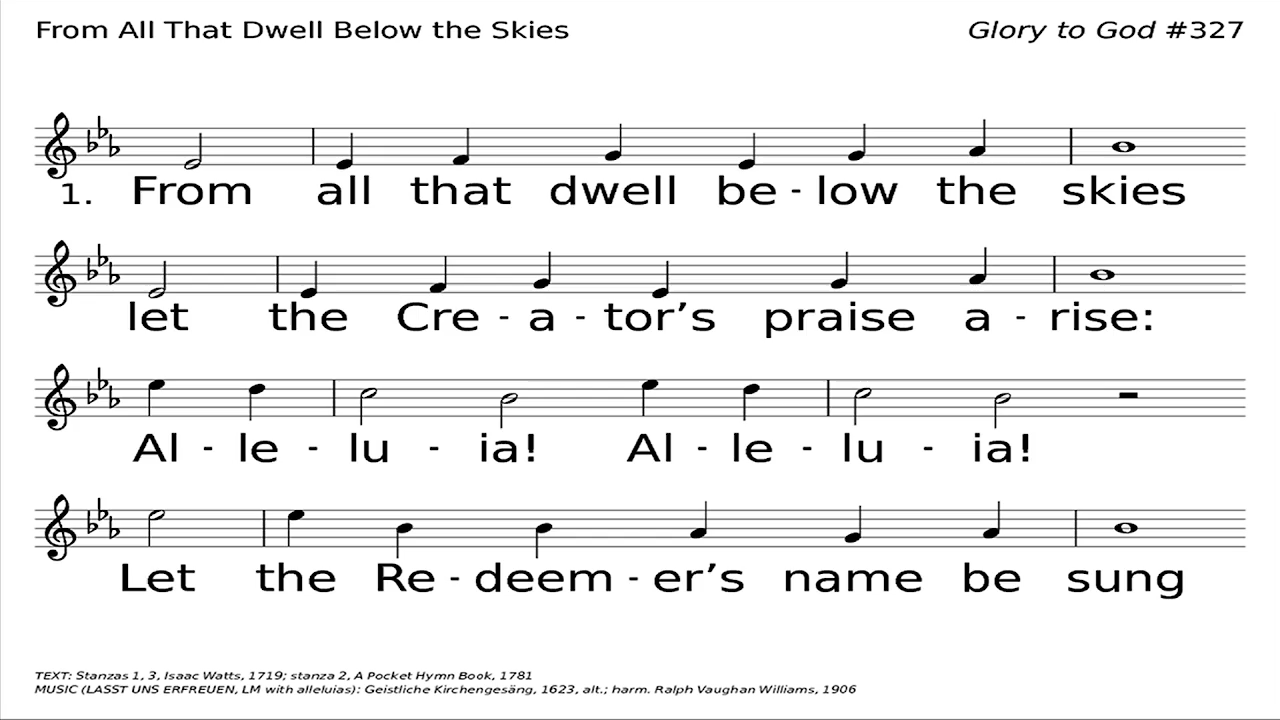 From All That Dwell Below the Skies
Glory to God #327
1. From all that dwell be - low the skies
let the Cre - a - tor’s praise a - rise:
Al - le - lu - ia! Al - le - lu - ia!
Let the Re - deem - er’s name be sung
TEXT: Stanzas 1, 3, Isaac Watts, 1719; stanza 2, A Pocket Hymn Book, 1781
MUSIC (LASST UNS ERFREUEN, LM with alleluias): Geistliche Kirchengesäng, 1623, alt.; harm. Ralph Vaughan Williams, 1906